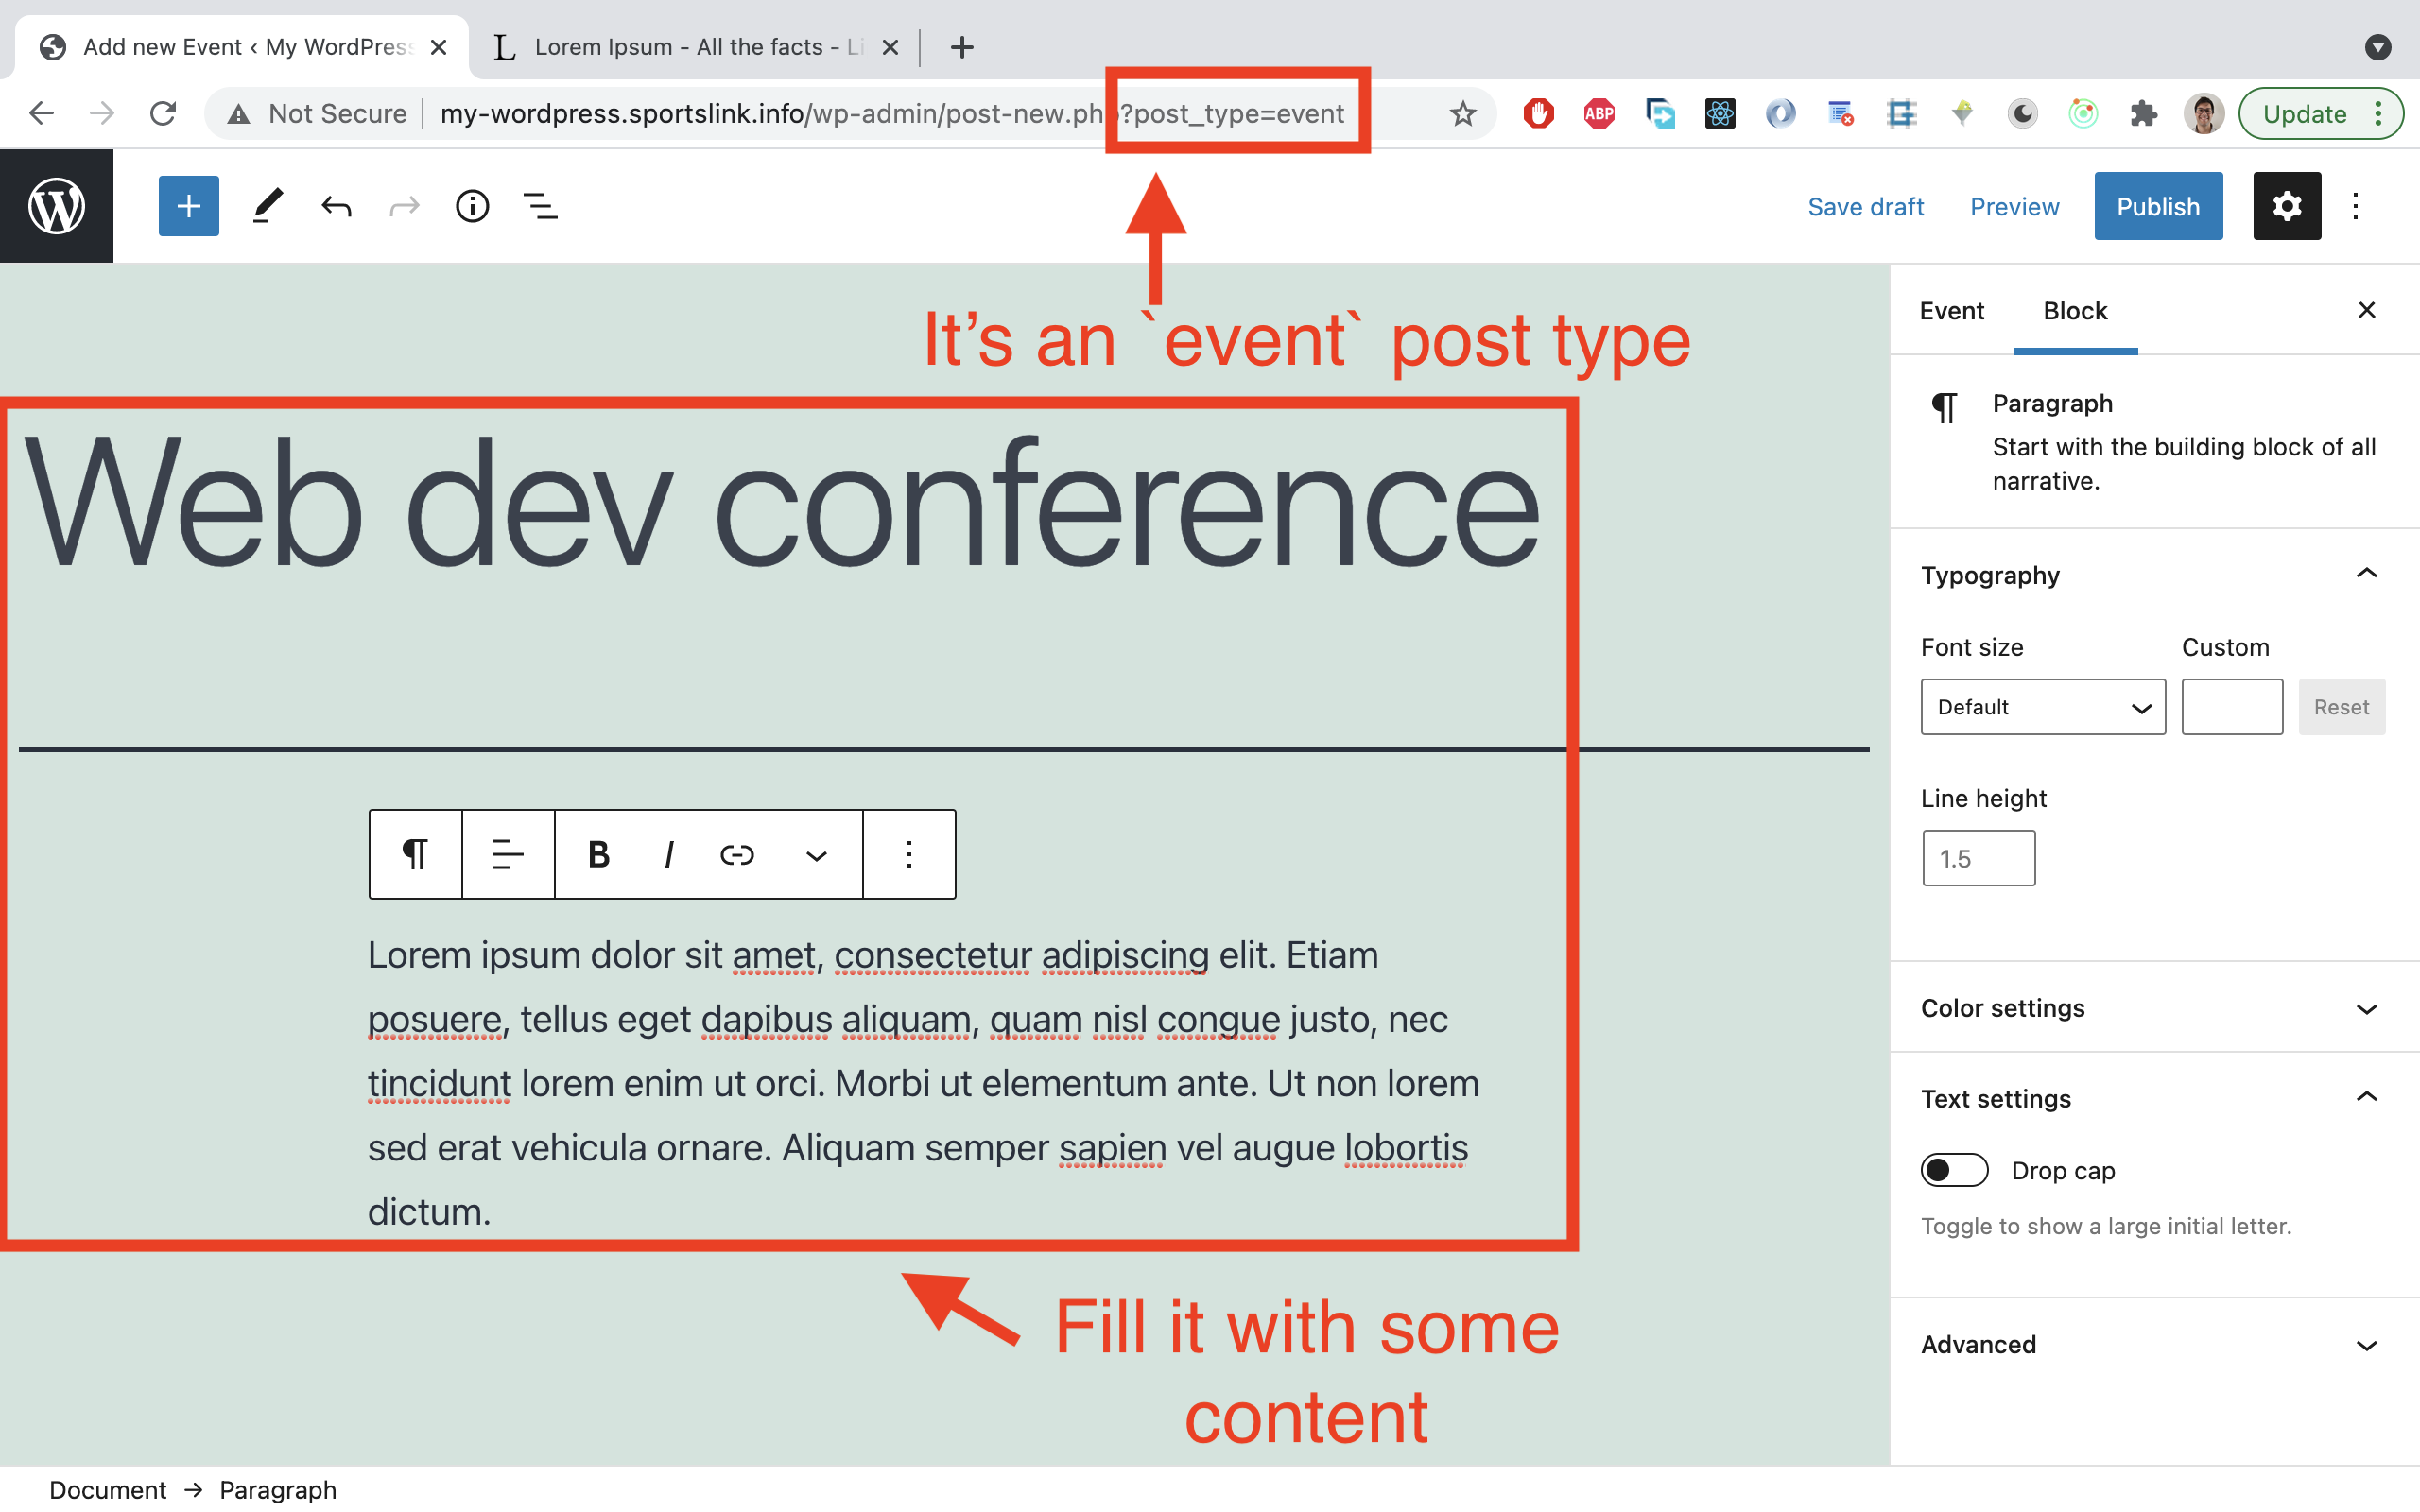 Add new Event ‹ My WordPress
Lorem Ipsum - All the facts - Li
Not Secure
my-wordpress.sportslink.info/wp-admin/post-new.php?post_type=event
ABP
Update
Save draft
Preview
Publish
It’s an `event` post type
Web dev conference
B I
Lorem ipsum dolor sit amet, consectetur adipiscing elit. Etiam
posuere, tellus eget dapibus aliquam, quam nisl congue justo, nec
tincidunt lorem enim ut orci. Morbi ut elementum ante. Ut non lorem
sed erat vehicula ornare. Aliquam semper sapien vel augue lobortis
dictum.
Fill it with some
content
Event
Block
Paragraph
Start with the building block of all
narrative.
Typography
Font size
Custom
Default
Reset
Line height
1.5
Color settings
Text settings
Drop cap
Toggle to show a large initial letter.
Advanced
Document → Paragraph